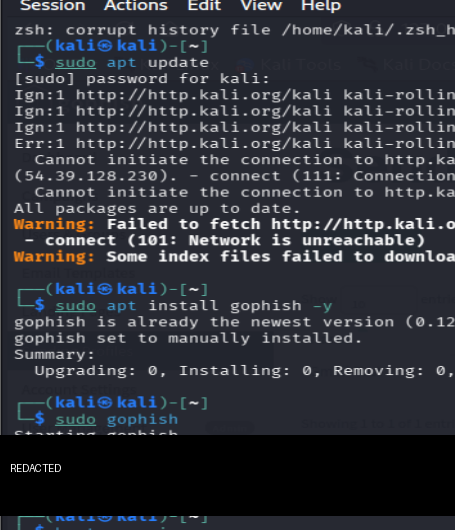 Session Actions Edit View Help
zsh: corrupt history file /home/kali/.zsh_h
┌──(kali㉿kali)-[~]
└─$ sudo apt update
[sudo] password for kali:
Ign:1 http://http.kali.org/kali kali-rollin
Ign:1 http://http.kali.org/kali kali-rollin
Ign:1 http://http.kali.org/kali kali-rollin
Err:1 http://http.kali.org/kali kali-rollin
  Cannot initiate the connection to http.ka
(54.39.128.230). - connect (111: Connection
  Cannot initiate the connection to http.ka
All packages are up to date.
Warning: Failed to fetch http://http.kali.o
 - connect (101: Network is unreachable)
Warning: Some index files failed to downloa
┌──(kali㉿kali)-[~]
└─$ sudo apt install gophish -y
gophish is already the newest version (0.12
gophish set to manually installed.
Summary:
  Upgrading: 0, Installing: 0, Removing: 0,
┌──(kali㉿kali)-[~]
└─$ sudo gophish
Starting gophish
REDACTED
┌──(kali㉿kali)-[~]